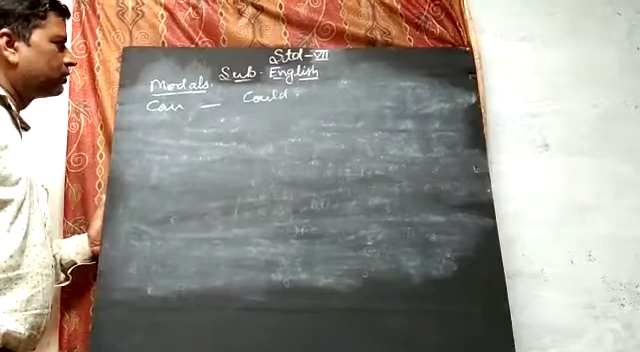 Std-VII
Sub. English
Modals.
Can — Could.